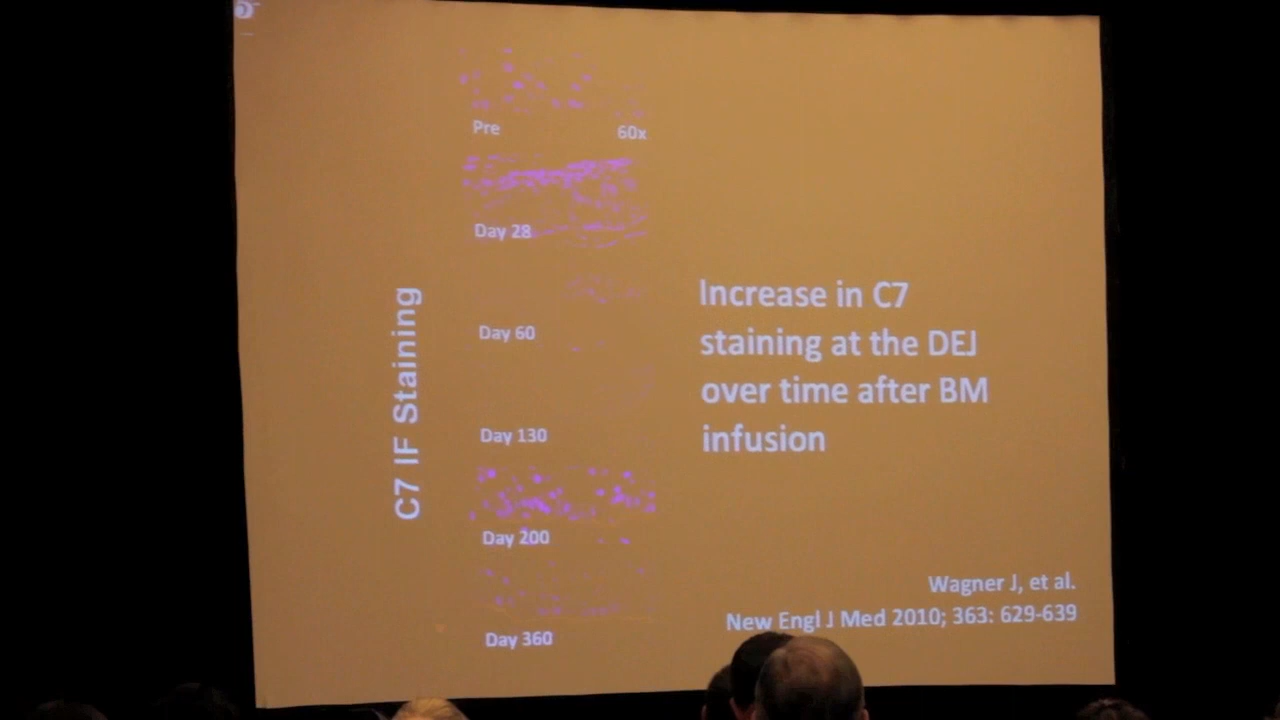 Pre 60x
Day 28
Day 60
Day 130
Day 200
Day 360
C7 IF Staining
Increase in C7
staining at the DEJ
over time after BM
infusion
Wagner J, et al.
New Engl J Med 2010; 363: 629-639